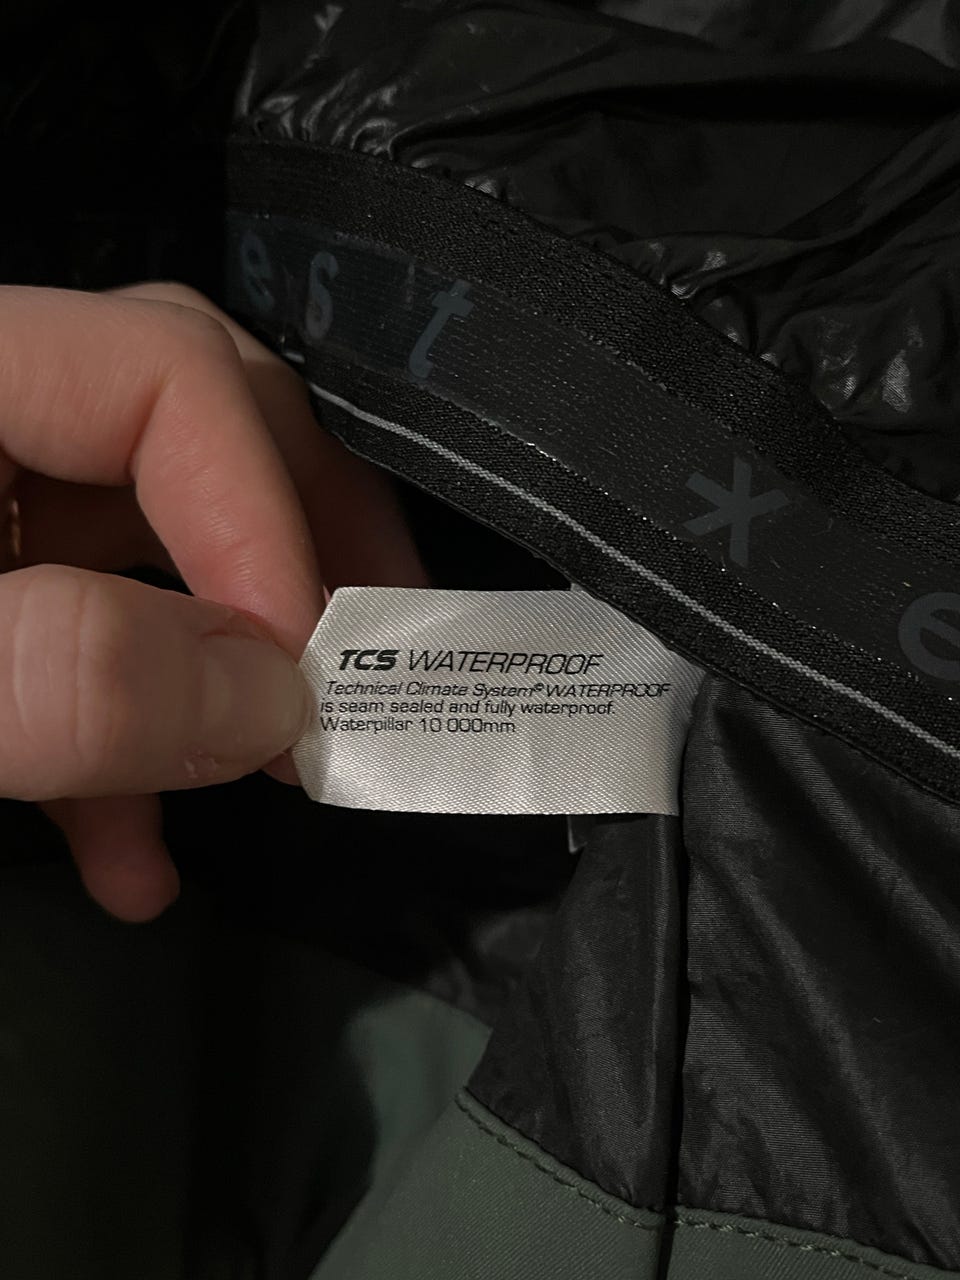 e s t * e
TCS WATERPROOF
Technical Climate System® WATERPROOF
is seam sealed and fully waterproof.
Waterpillar 10 000mm